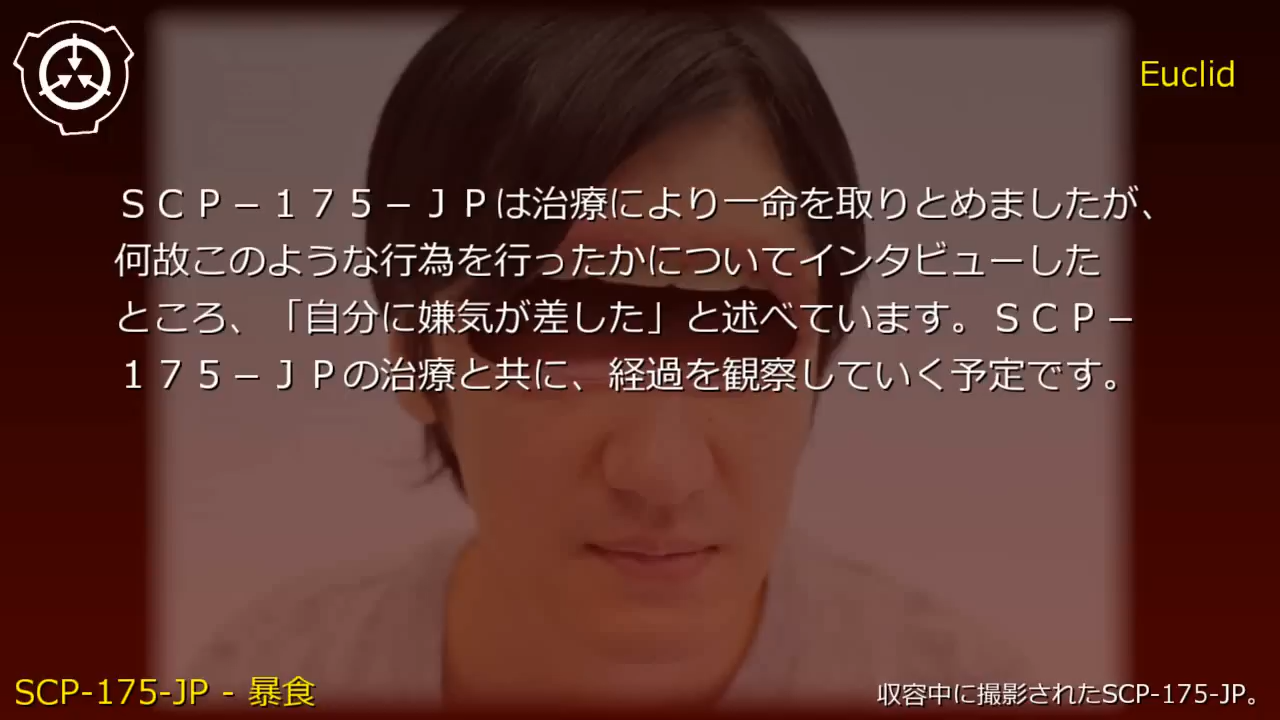 Euclid
ＳＣＰ－１７５－ＪＰは治療により一命を取りとめましたが、
何故このような行為を行ったかについてインタビューした
ところ、「自分に嫌気が差した」と述べています。ＳＣＰ－
１７５－ＪＰの治療と共に、経過を観察していく予定です。
SCP-175-JP - 暴食
収容中に撮影されたSCP-175-JP。